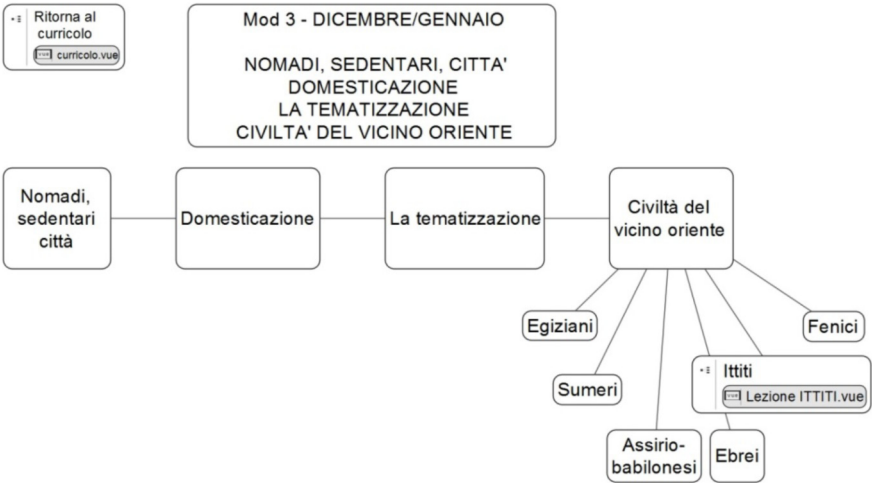 Ritorna al
curricolo
curricolo.vue
Mod 3 - DICEMBRE/GENNAIO
NOMADI, SEDENTARI, CITTA'
DOMESTICAZIONE
LA TEMATIZZAZIONE
CIVILTA' DEL VICINO ORIENTE
Nomadi,
sedentari
città
Domesticazione
La tematizzazione
Civiltà del
vicino oriente
Egiziani
Fenici
Sumeri
Ittiti
Lezione ITTITI.vue
Assirio-
babilonesi
Ebrei